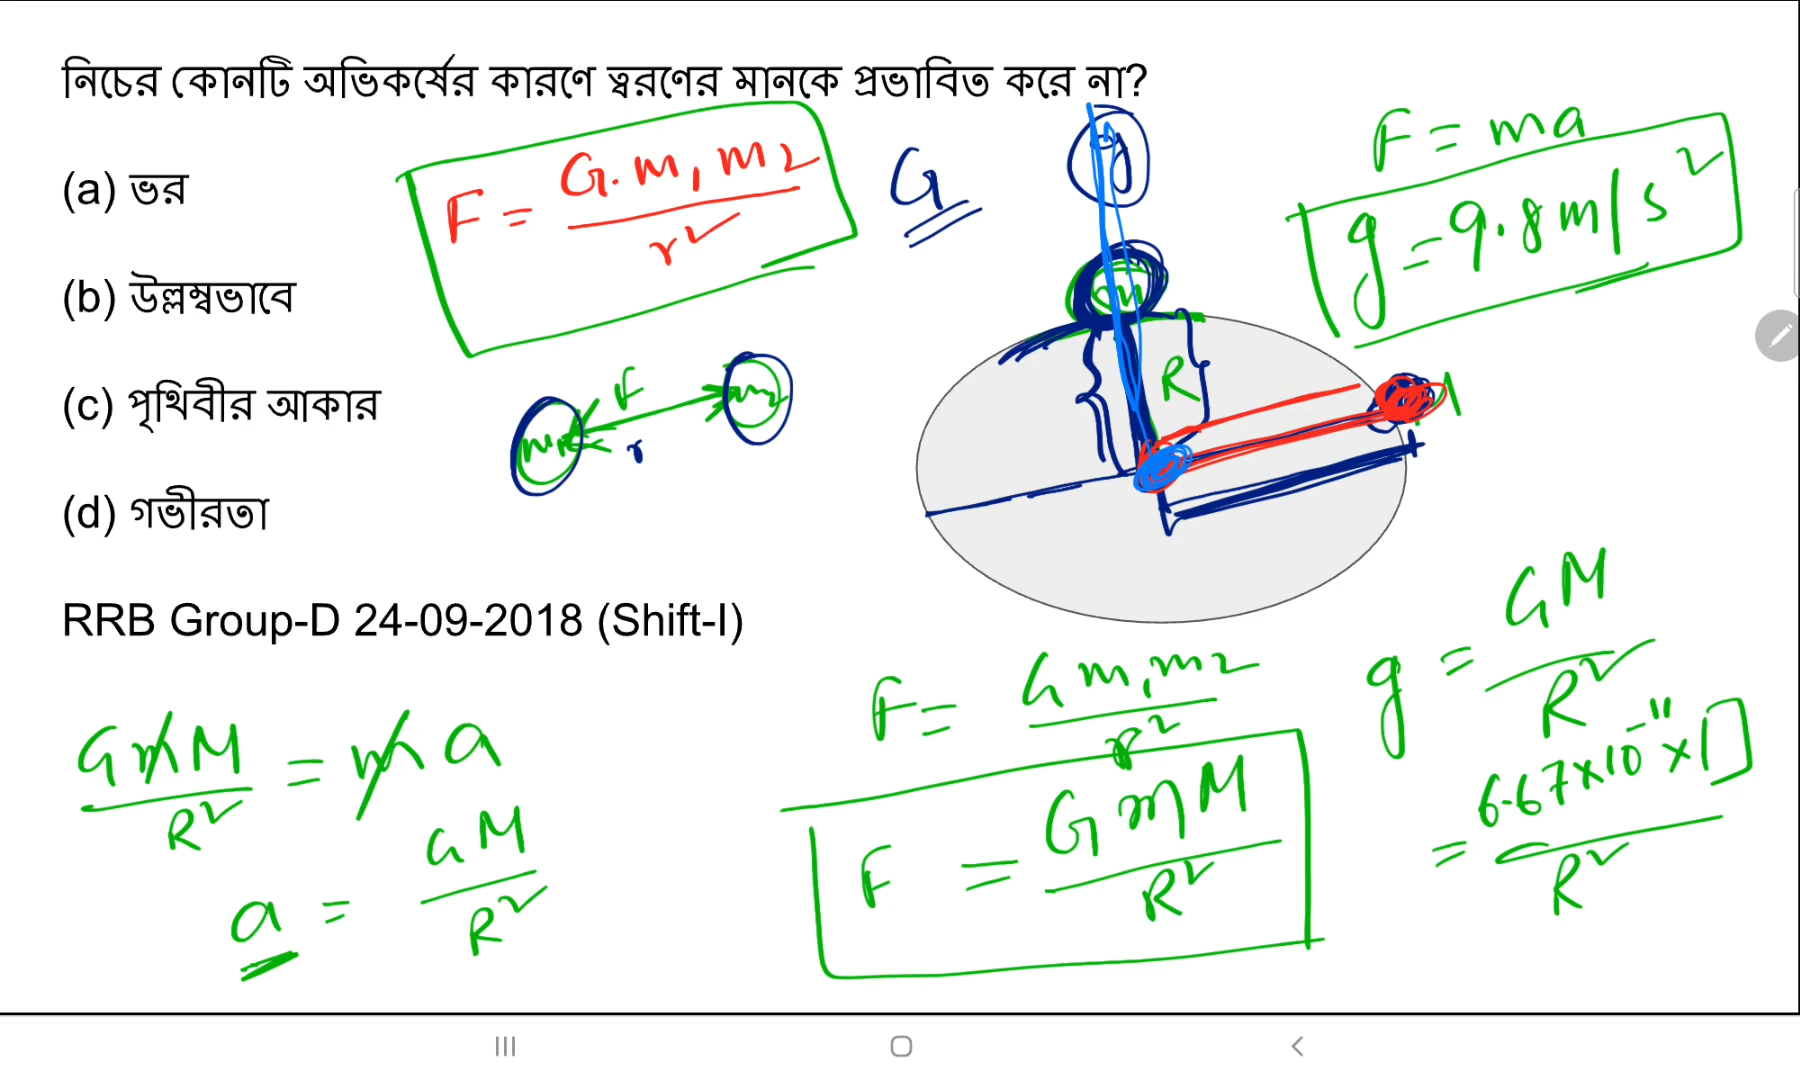 নিচের কোনটি অভিকর্ষের কারণে ত্বরণের মানকে প্রভাবিত করে না?
(a) ভর
(b) উল্লম্বভাবে
(c) পৃথিবীর আকার
(d) গভীরতা
RRB Group-D 24-09-2018 (Shift-I)
F = G.m₁m₂ / r²
G
g
F = ma
g = 9.8 m/s²
m
R
m₁ F m₂
r
F = Gm₁m₂ / r²
F = GmM / R²
g = GM / R²
= 6.67×10⁻¹¹ × [] / R²
GmM / R² = ma
a = GM / R²